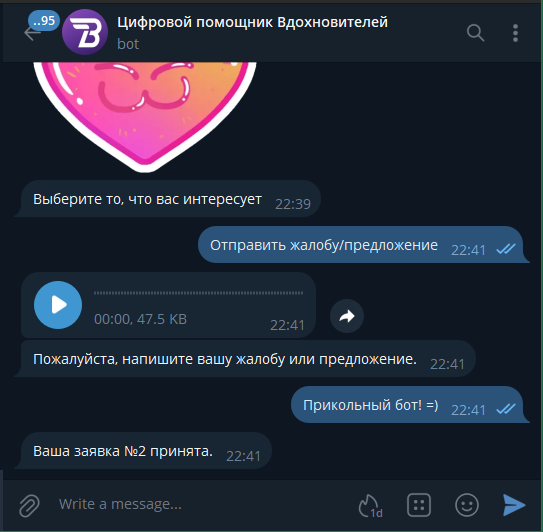 ..95
Цифровой помощник Вдохновителей
bot
Выберите то, что вас интересует 22:39
Отправить жалобу/предложение 22:41
00:00, 47.5 KB 22:41
Пожалуйста, напишите вашу жалобу или предложение. 22:41
Прикольный бот! =) 22:41
Ваша заявка №2 принята. 22:41
Write a message... 1d